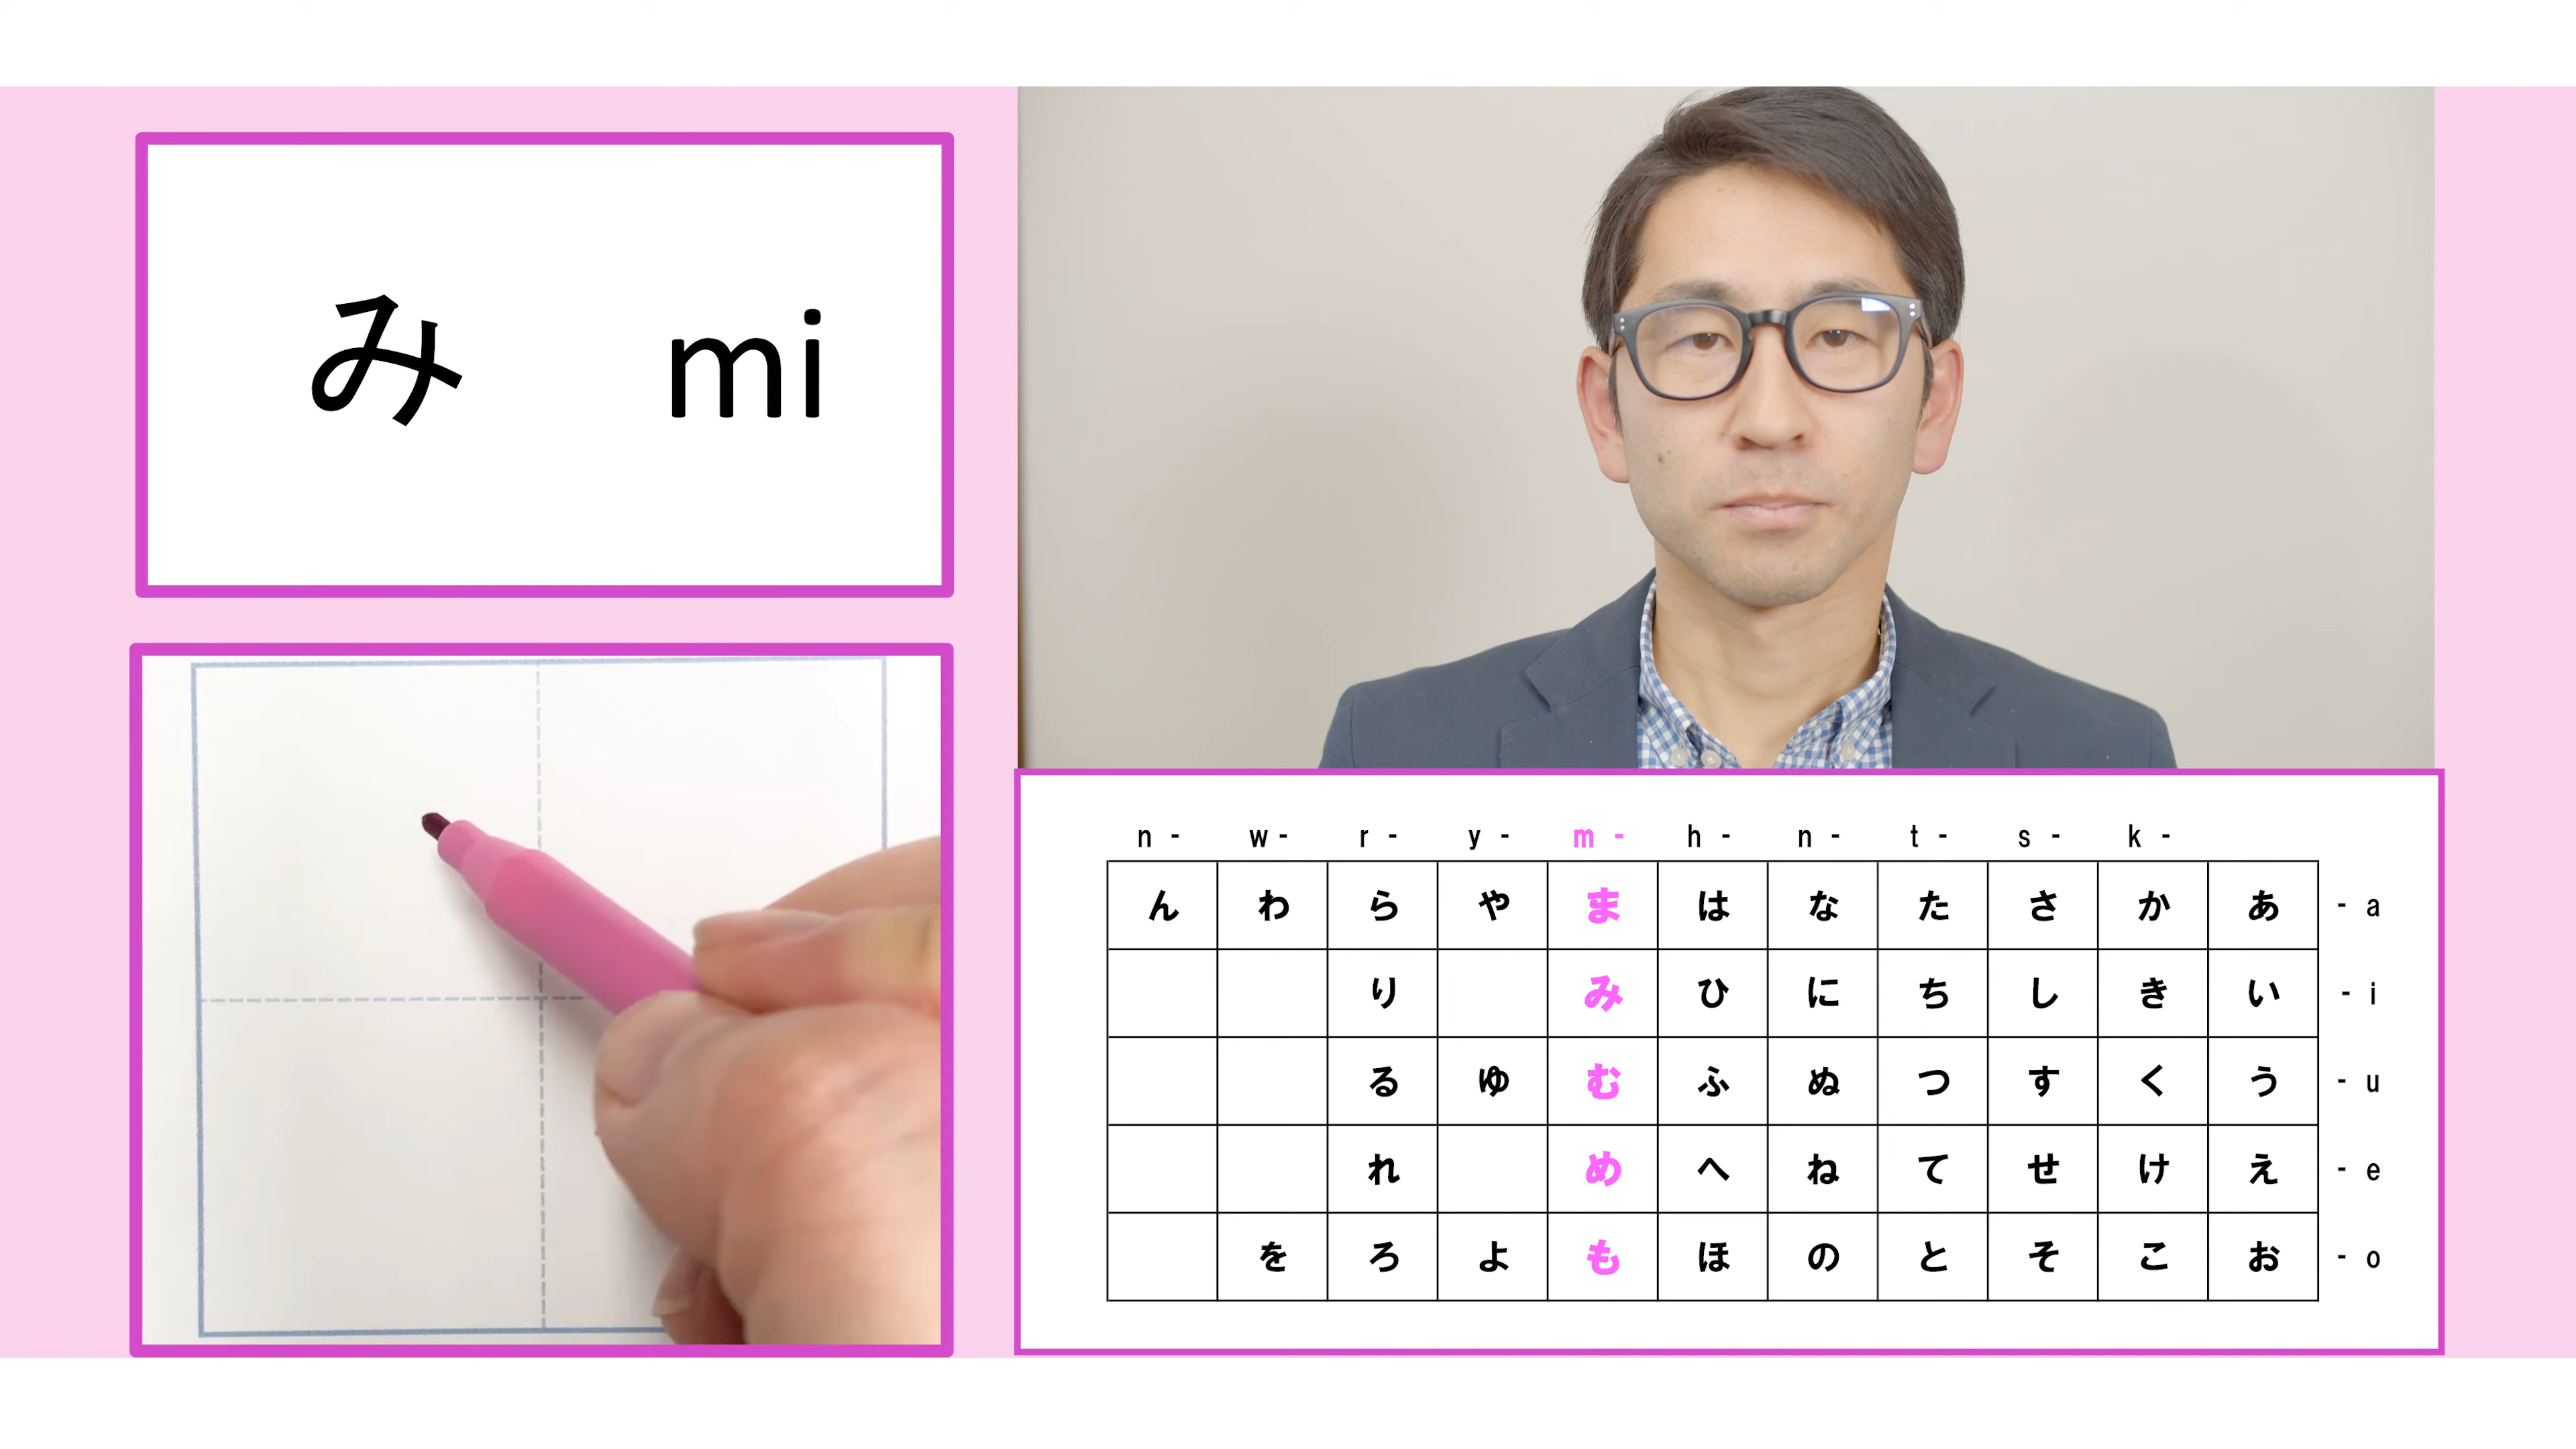 み mi
n - w - r - y - m - h - n - t - s - k -
ん わ ら や ま は な た さ か あ - a
り み ひ に ち し き い - i
る ゆ む ふ ぬ つ す く う - u
れ め へ ね て せ け え - e
を ろ よ も ほ の と そ こ お - o